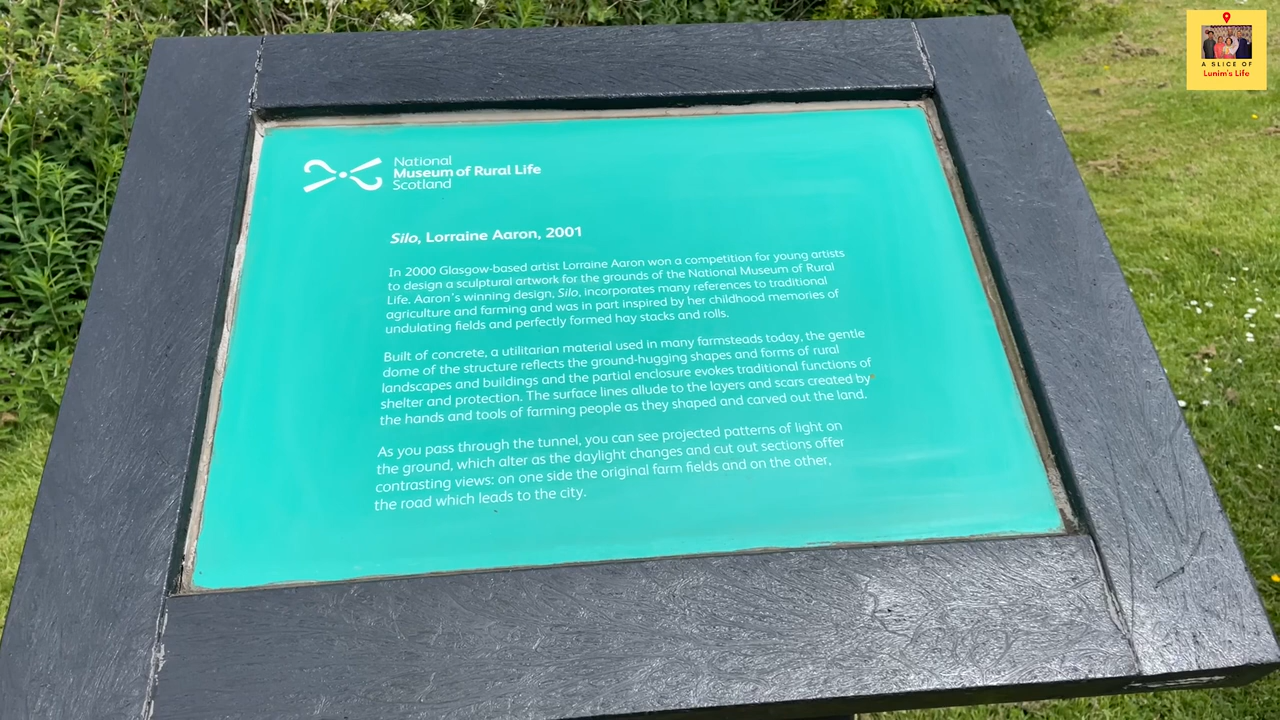 A SLICE OF
Lunim's Life
National
Museum of Rural Life
Scotland
Silo, Lorraine Aaron, 2001
In 2000 Glasgow-based artist Lorraine Aaron won a competition for young artists
to design a sculptural artwork for the grounds of the National Museum of Rural
Life. Aaron's winning design, Silo, incorporates many references to traditional
agriculture and farming and was in part inspired by her childhood memories of
undulating fields and perfectly formed hay stacks and rolls.
Built of concrete, a utilitarian material used in many farmsteads today, the gentle
dome of the structure reflects the ground-hugging shapes and forms of rural
landscapes and buildings and the partial enclosure evokes traditional functions of
shelter and protection. The surface lines allude to the layers and scars created by
the hands and tools of farming people as they shaped and carved out the land.
As you pass through the tunnel, you can see projected patterns of light on
the ground, which alter as the daylight changes and cut out sections offer
contrasting views: on one side the original farm fields and on the other,
the road which leads to the city.